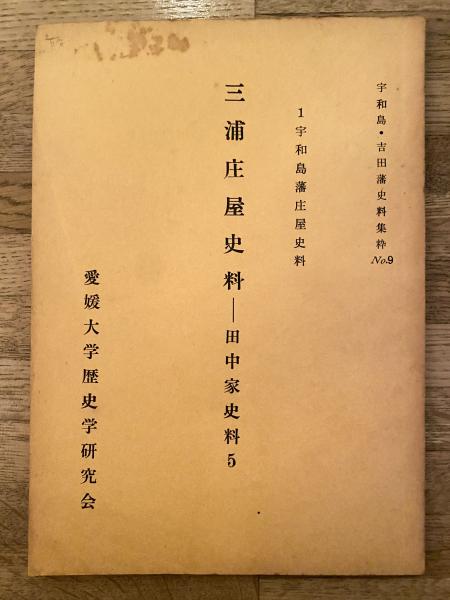 宇和島・吉田藩史料集粋 No.9
1宇和島藩庄屋史料
三浦庄屋史料―田中家史料5
愛媛大学歴史学研究会